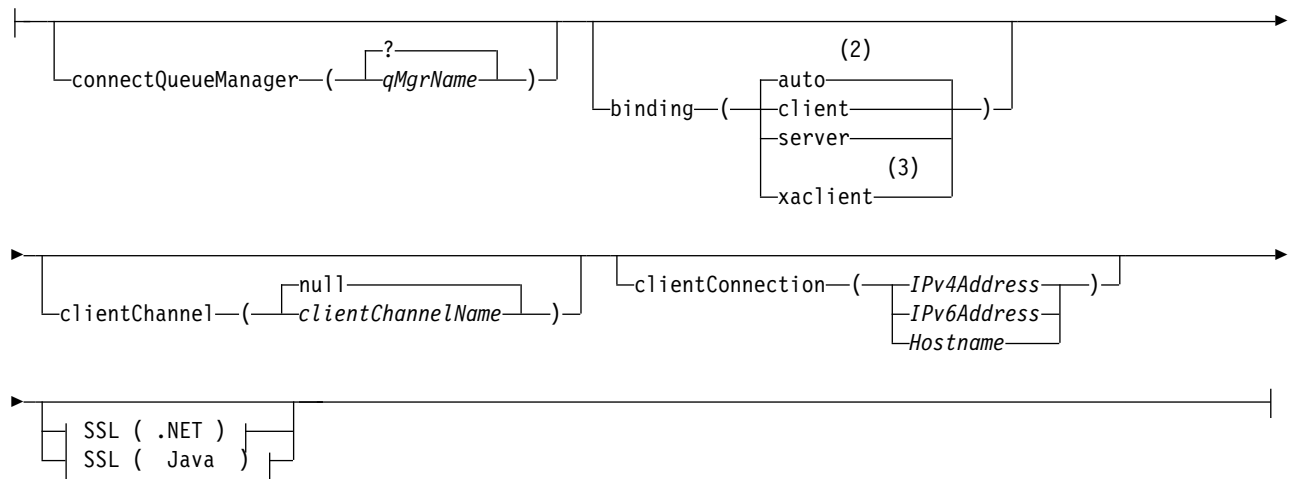 ?
connectQueueManager ( qMgrName )
(2)
auto
binding ( client )
server
(3)
xaclient
null
clientChannel ( clientChannelName )
clientConnection ( IPv4Address )
IPv6Address
Hostname
SSL ( .NET )
SSL ( Java )